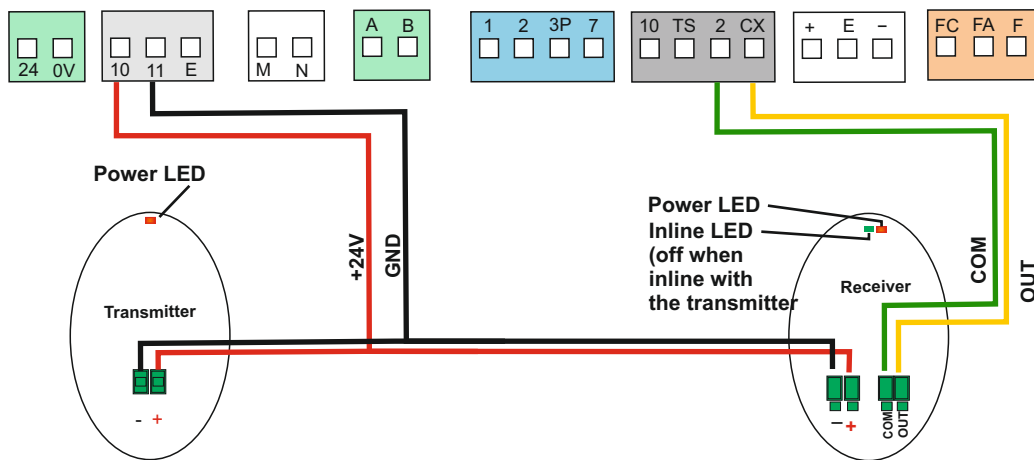 24 0V
10 11 E
M N
A B
1 2 3P 7
10 TS 2 CX
+ E −
FC FA F
Power LED
Transmitter
- +
+24V
GND
Power LED
Inline LED
(off when
inline with
the transmitter
Receiver
COM
OUT
− +
COM
OUT